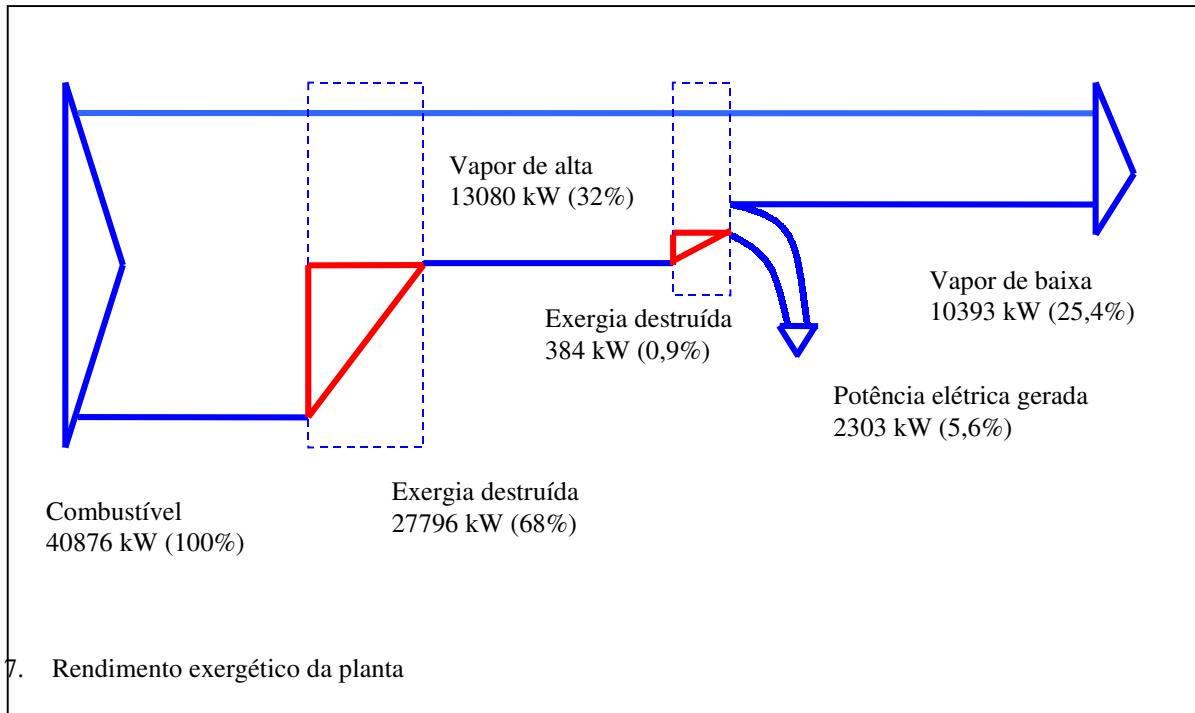 Vapor de alta
13080 kW (32%)
Vapor de baixa
10393 kW (25,4%)
Exergia destruída
384 kW (0,9%)
Potência elétrica gerada
2303 kW (5,6%)
Exergia destruída
27796 kW (68%)
Combustível
40876 kW (100%)
7. Rendimento exergético da planta